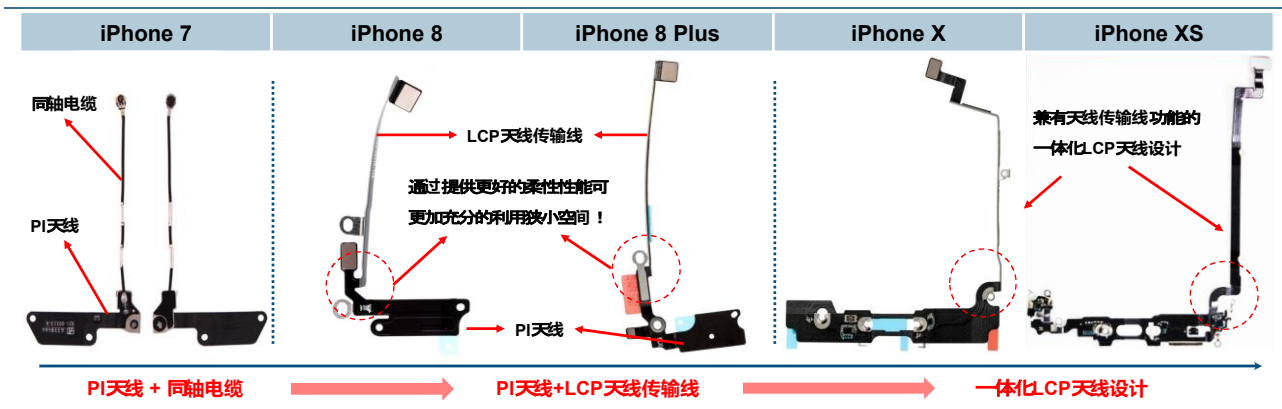 iPhone 7
iPhone 8
iPhone 8 Plus
iPhone X
iPhone XS
同轴电缆
PI天线
LCP天线传输线
通过提供更好的柔性性能可
更加充分的利用狭小空间！
PI天线
兼有天线传输线功能的
一体化LCP天线设计
PI天线 + 同轴电缆
PI天线+LCP天线传输线
一体化LCP天线设计